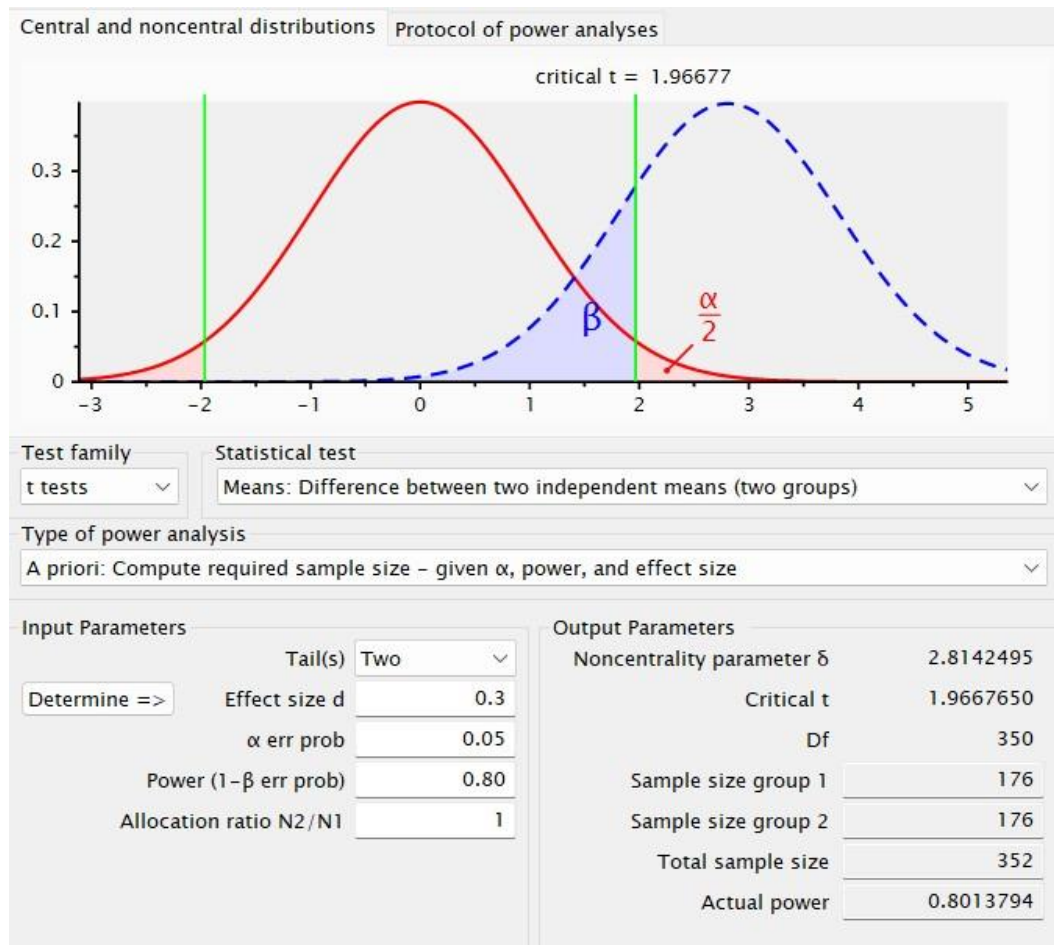 Central and noncentral distributions Protocol of power analyses
critical t = 1.96677
0.3
0.2
0.1
0
β
α
2
-3 -2 -1 0 1 2 3 4 5
Test family Statistical test
t tests Means: Difference between two independent means (two groups)
Type of power analysis
A priori: Compute required sample size – given α, power, and effect size
Input Parameters
Tail(s) Two
Determine => Effect size d 0.3
α err prob 0.05
Power (1-β err prob) 0.80
Allocation ratio N2/N1 1
Output Parameters
Noncentrality parameter δ 2.8142495
Critical t 1.9667650
Df 350
Sample size group 1 176
Sample size group 2 176
Total sample size 352
Actual power 0.8013794